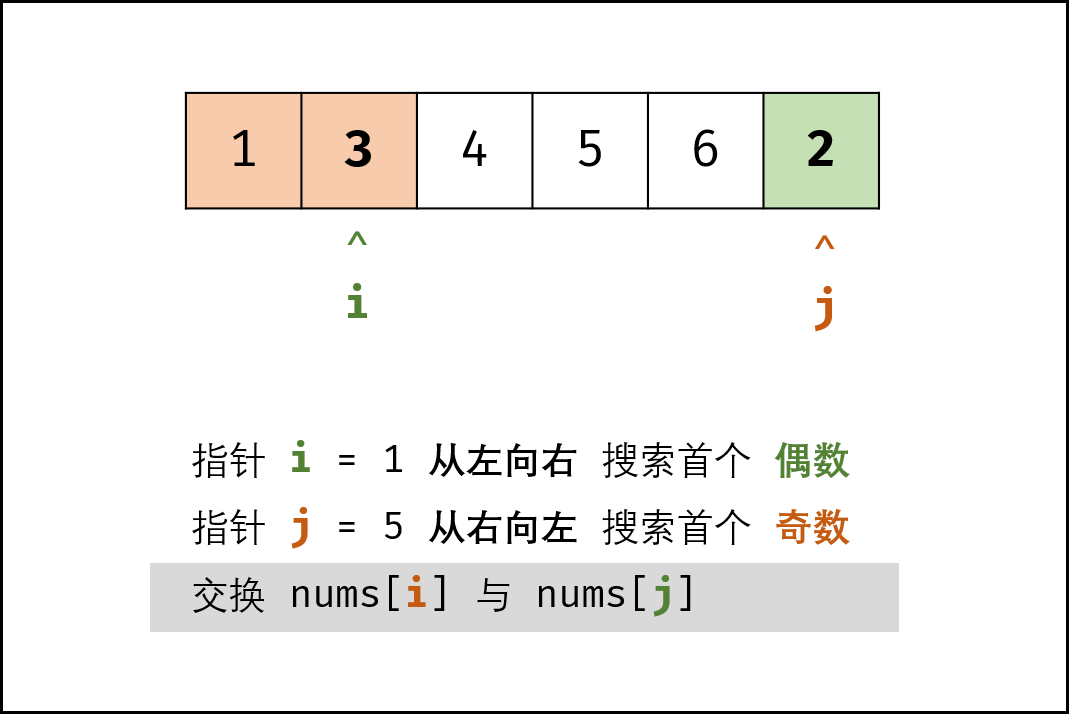 1 3 4 5 6 2
^ ^
i j
指针 i = 1 从左向右 搜索首个 偶数
指针 j = 5 从右向左 搜索首个 奇数
交换 nums[i] 与 nums[j]